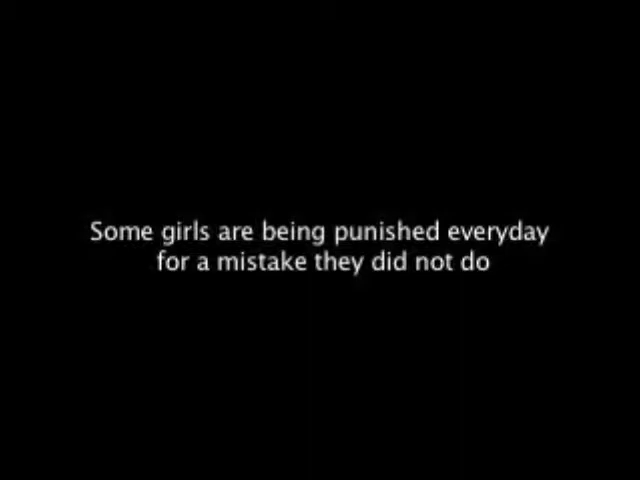 Some girls are being punished everyday
for a mistake they did not do